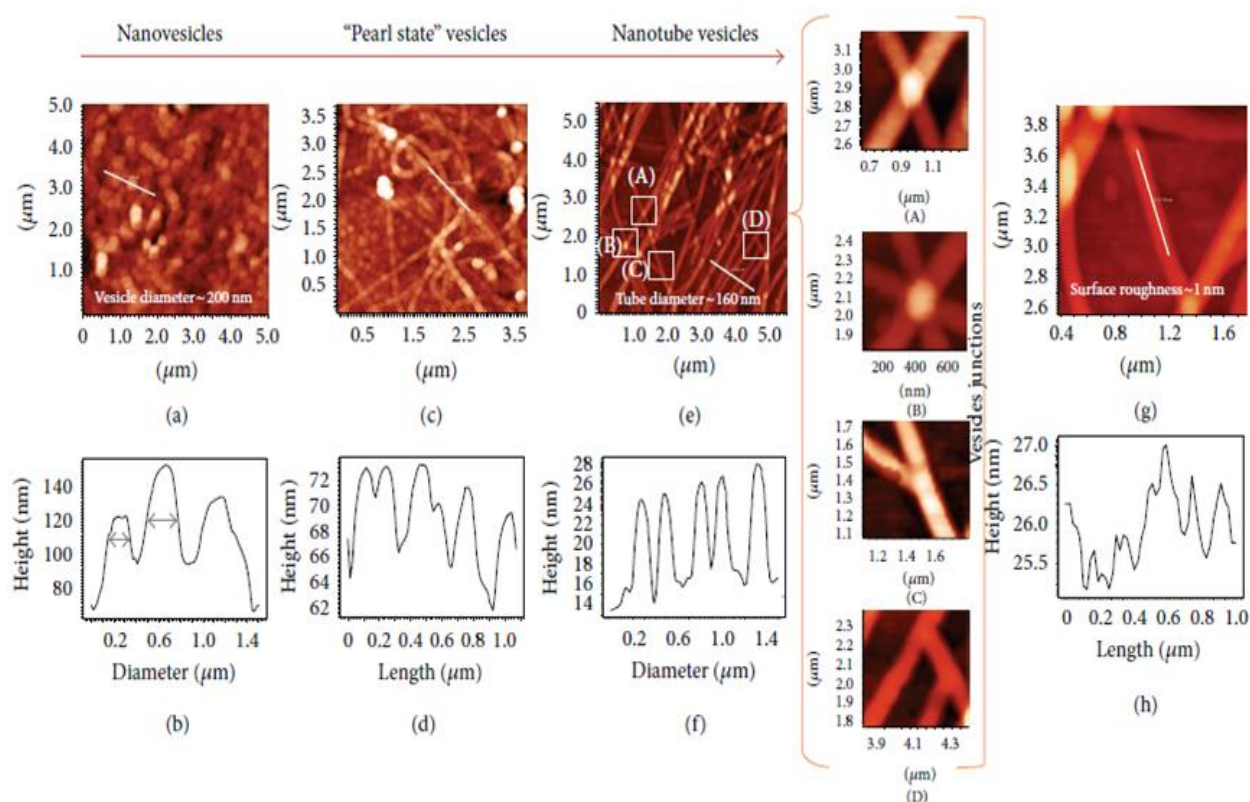 Nanovesicles
"Pearl state" vesicles
Nanotube vesicles
5.0
4.0
3.0
2.0
1.0
(μm)
Vesicle diameter ~ 200 nm
0 1.0 2.0 3.0 4.0 5.0
(μm)
(a)
3.5
3.0
2.5
2.0
1.5
1.0
0.5
(μm)
0.5 1.5 2.5 3.5
(μm)
(c)
5.0
4.0
3.0
2.0
1.0
0
(μm)
(A)
(B)
(C)
(D)
Tube diameter ~ 160 nm
0 1.0 2.0 3.0 4.0 5.0
(μm)
(e)
3.1
3.0
2.9
2.8
2.7
2.6
(μm)
0.7 0.9 1.1
(μm)
(A)
2.4
2.3
2.2
2.1
2.0
1.9
(μm)
200 400 600
(nm)
(B)
1.7
1.6
1.5
1.4
1.3
1.2
1.1
(μm)
1.2 1.4 1.6
(μm)
(C)
2.3
2.2
2.1
2.0
1.9
1.8
(μm)
3.9 4.1 4.3
(μm)
(D)
Vesides junctions
3.8
3.6
3.4
3.2
3.0
2.8
2.6
(μm)
Surface roughness ~ 1 nm
0.4 0.8 1.2 1.6
(μm)
(g)
140
120
100
80
Height (nm)
0.2 0.6 1.0 1.4
Diameter (μm)
(b)
72
70
68
66
64
62
Height (nm)
0 0.2 0.4 0.6 0.8 1.0
Length (μm)
(d)
28
26
24
22
20
18
16
14
Height (nm)
0.2 0.6 1.0 1.4
Diameter (μm)
(f)
27.0
26.5
26.0
25.5
Height (nm)
0 0.2 0.4 0.6 0.8 1.0
Length (μm)
(h)